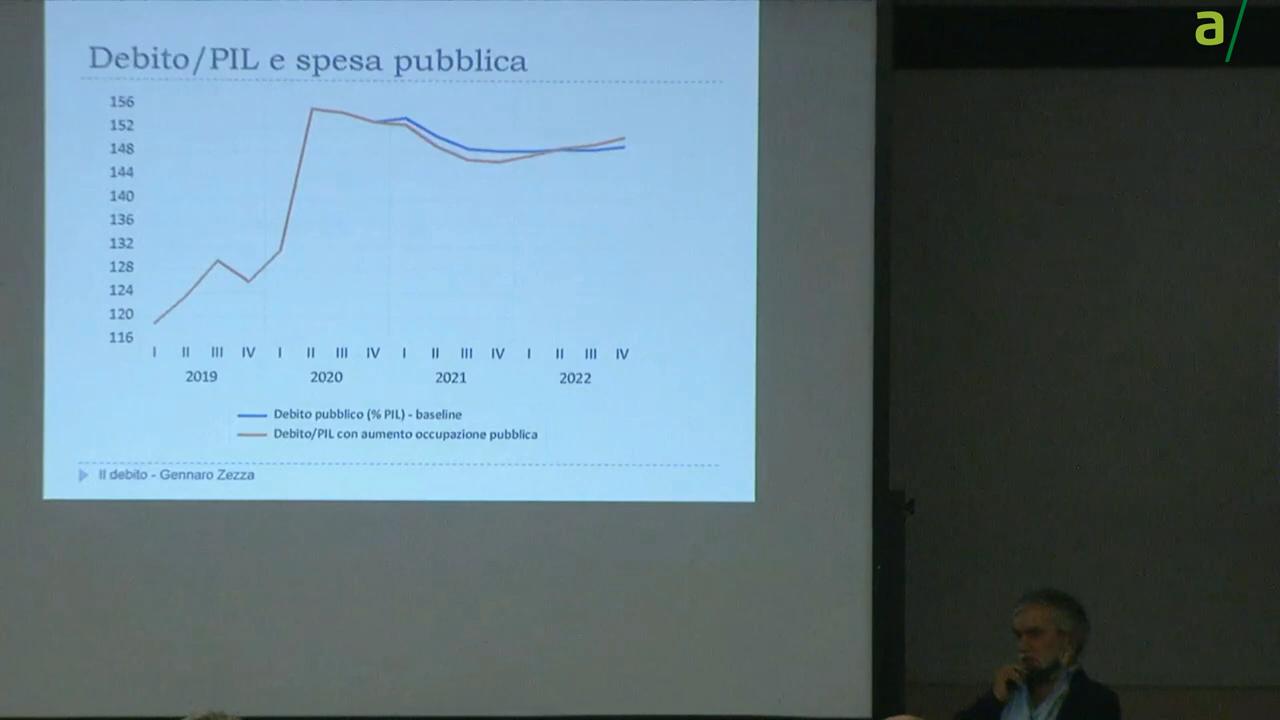 a/
Debito/PIL e spesa pubblica
156
152
148
144
140
136
132
128
124
120
116
I II III IV I II III IV I II III IV I II III IV
2019 2020 2021 2022
Debito pubblico (% PIL) - baseline
Debito/PIL con aumento occupazione pubblica
Il debito - Gennaro Zezza